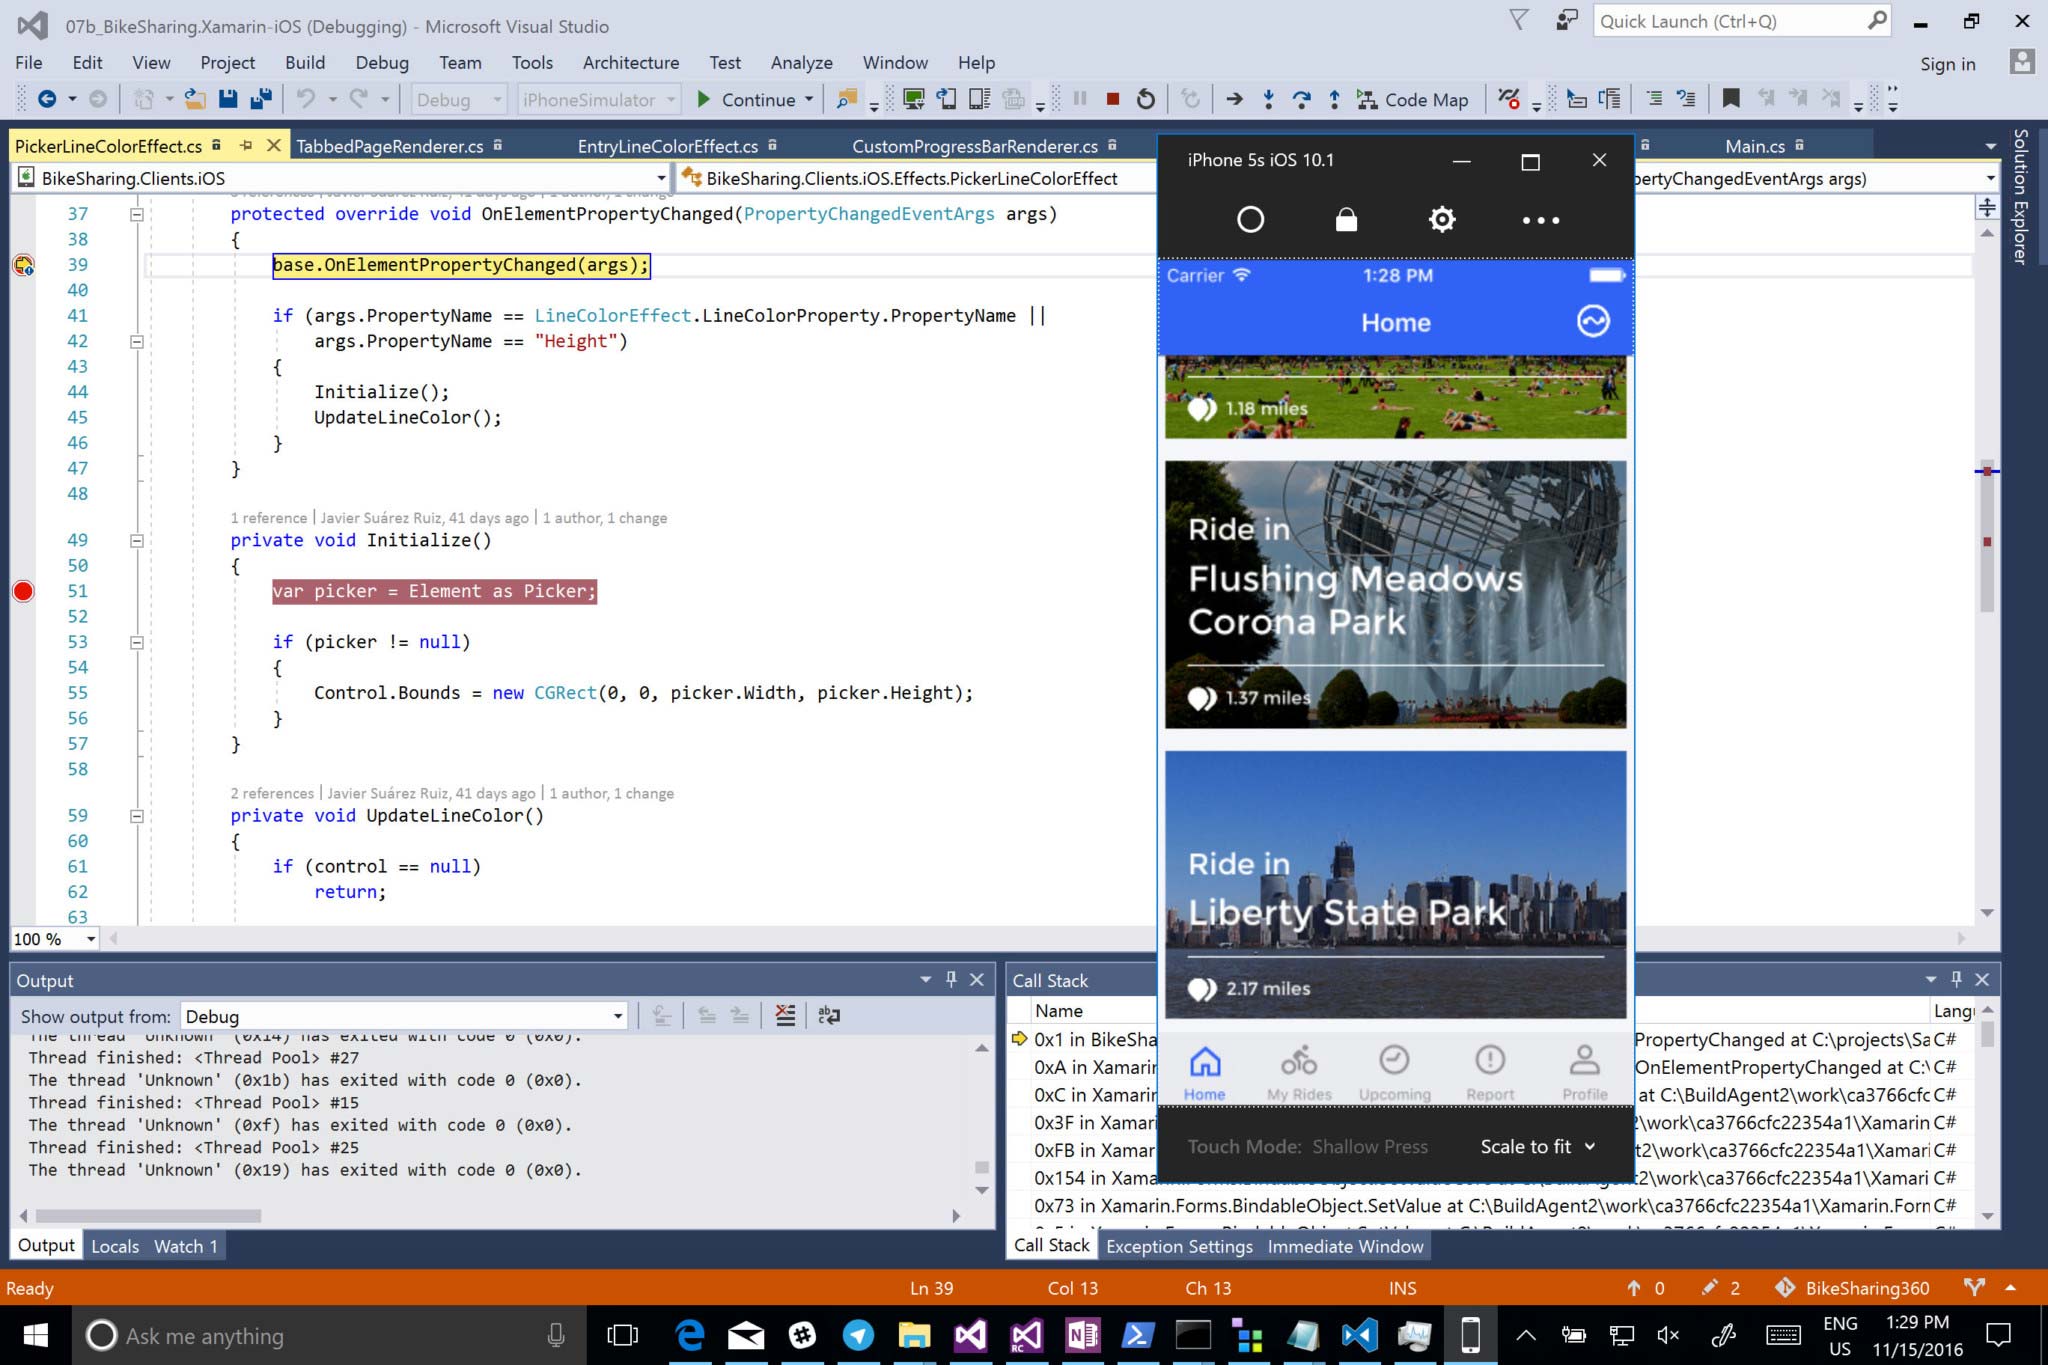 07b_BikeSharing.Xamarin-iOS (Debugging) - Microsoft Visual Studio
Quick Launch (Ctrl+Q)
File Edit View Project Build Debug Team Tools Architecture Test Analyze Window Help
Sign in
Debug iPhoneSimulator Continue Code Map
PickerLineColorEffect.cs TabbedPageRenderer.cs EntryLineColorEffect.cs CustomProgressBarRenderer.cs Main.cs
BikeSharing.Clients.iOS BikeSharing.Clients.iOS.Effects.PickerLineColorEffect pertyChangedEventArgs args)
Solution Explorer
37 protected override void OnElementPropertyChanged(PropertyChangedEventArgs args)
38 {
39 base.OnElementPropertyChanged(args);
40
41 if (args.PropertyName == LineColorEffect.LineColorProperty.PropertyName ||
42 args.PropertyName == "Height")
43 {
44 Initialize();
45 UpdateLineColor();
46 }
47 }
48
1 reference | Javier Suárez Ruiz, 41 days ago | 1 author, 1 change
49 private void Initialize()
50 {
51 var picker = Element as Picker;
52
53 if (picker != null)
54 {
55 Control.Bounds = new CGRect(0, 0, picker.Width, picker.Height);
56 }
57 }
58
2 references | Javier Suárez Ruiz, 41 days ago | 1 author, 1 change
59 private void UpdateLineColor()
60 {
61 if (control == null)
62 return;
63
100 %
iPhone 5s iOS 10.1
Carrier 1:28 PM
Home
1.18 miles
Ride in
Flushing Meadows
Corona Park
1.37 miles
Ride in
Liberty State Park
2.17 miles
Home My Rides Upcoming Report Profile
Touch Mode: Shallow Press Scale to fit
Output
Show output from: Debug
The thread 'Unknown' (0x14) has exited with code 0 (0x0).
Thread finished: <Thread Pool> #27
The thread 'Unknown' (0x1b) has exited with code 0 (0x0).
Thread finished: <Thread Pool> #15
The thread 'Unknown' (0xf) has exited with code 0 (0x0).
Thread finished: <Thread Pool> #25
The thread 'Unknown' (0x19) has exited with code 0 (0x0).
Output Locals Watch 1
Call Stack
Name Lang
0x1 in BikeSha PropertyChanged at C:\projects\Sa C#
0xA in Xamarin OnElementPropertyChanged at C:\ C#
0xC in Xamari at C:\BuildAgent2\work\ca3766cfc C#
0x3F in Xamari 2\work\ca3766cfc22354a1\Xamarin C#
0xFB in Xamari t2\work\ca3766cfc22354a1\Xamari C#
0x154 in Xamarin.Forms.BindableObject.SetValue t2\work\ca3766cfc22354a1\Xamari C#
0x73 in Xamarin.Forms.BindableObject.SetValue at C:\BuildAgent2\work\ca3766cfc22354a1\Xamarin.Forn C#
Call Stack Exception Settings Immediate Window
Ready Ln 39 Col 13 Ch 13 INS 0 2 BikeSharing360
Ask me anything
RC
ENG
US
1:29 PM
11/15/2016